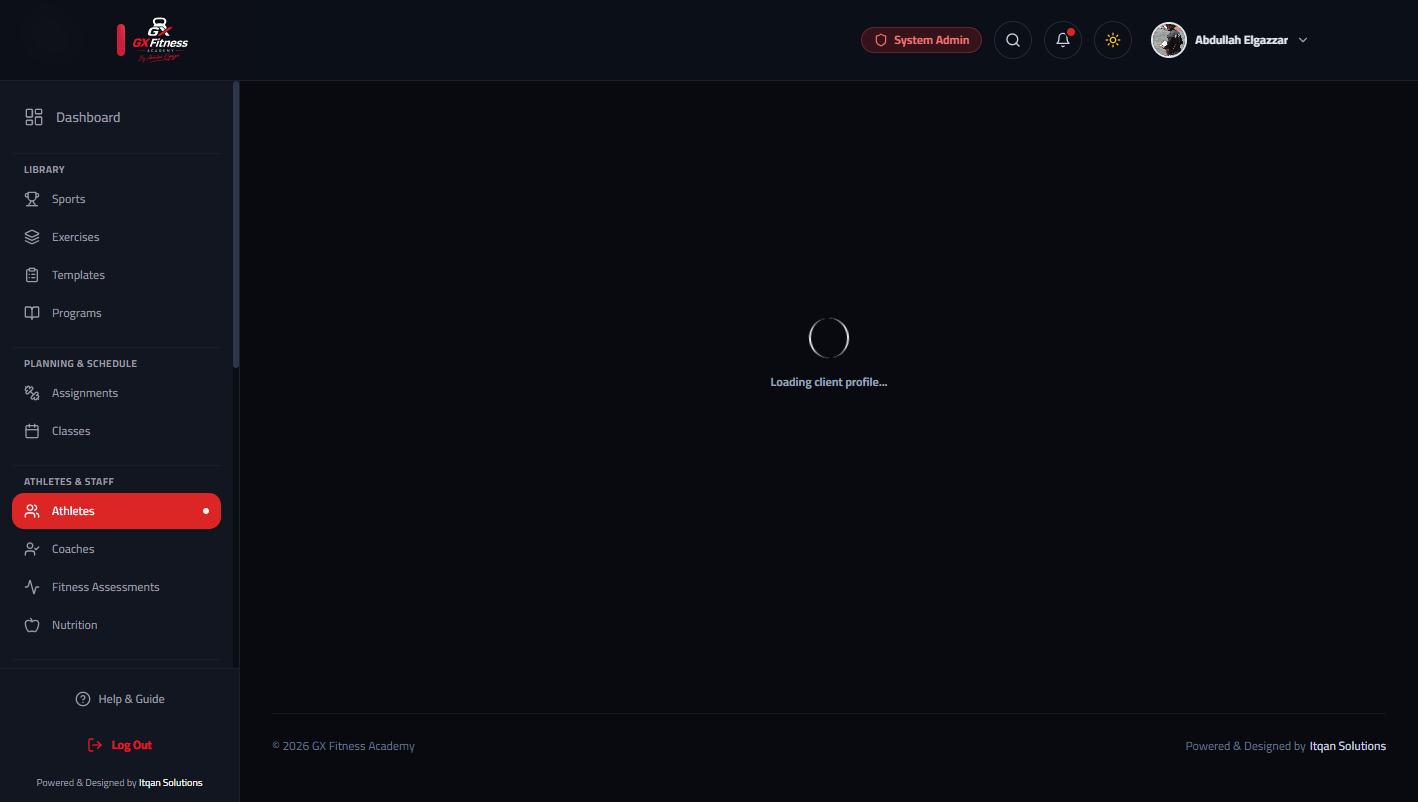 GX
GXFitness
ACADEMY
System Admin
Abdullah Elgazzar
Dashboard
LIBRARY
Sports
Exercises
Templates
Programs
PLANNING & SCHEDULE
Assignments
Classes
ATHLETES & STAFF
Athletes
Coaches
Fitness Assessments
Nutrition
Help & Guide
Log Out
Powered & Designed by Itqan Solutions
Loading client profile...
© 2026 GX Fitness Academy
Powered & Designed by Itqan Solutions